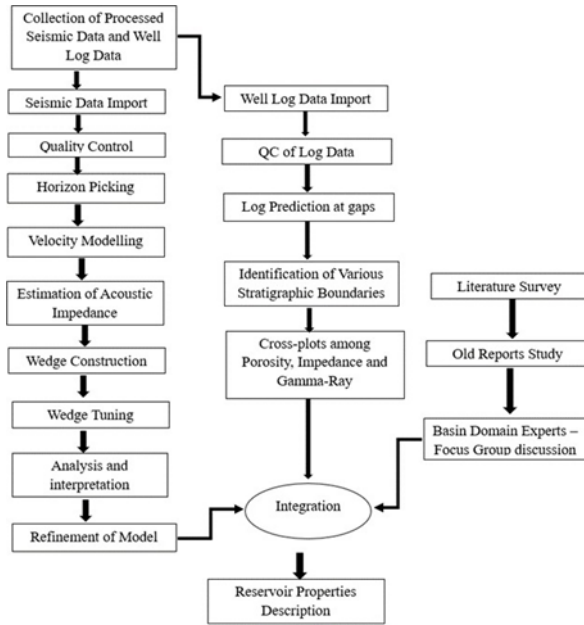 Collection of Processed
Seismic Data and Well
Log Data
Seismic Data Import
Quality Control
Horizon Picking
Velocity Modelling
Estimation of Acoustic
Impedance
Wedge Construction
Wedge Tuning
Analysis and
interpretation
Refinement of Model
Well Log Data Import
QC of Log Data
Log Prediction at gaps
Identification of Various
Stratigraphic Boundaries
Cross-plots among
Porosity, Impedance and
Gamma-Ray
Literature Survey
Old Reports Study
Basin Domain Experts –
Focus Group discussion
Integration
Reservoir Properties
Description